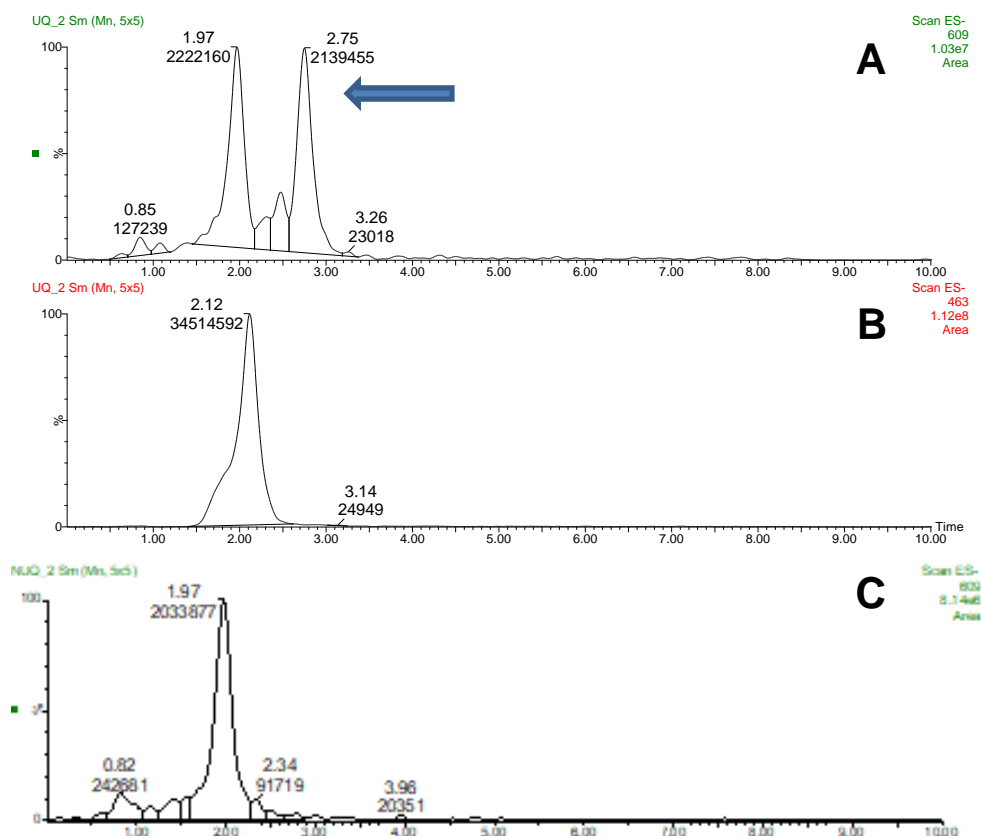 UQ_2 Sm (Mn, 5x5)
Scan ES-
609
1.03e7
Area
A
100
%
0
1.97
2222160
2.75
2139455
0.85
127239
3.26
23018
1.00 2.00 3.00 4.00 5.00 6.00 7.00 8.00 9.00 10.00
UQ_2 Sm (Mn, 5x5)
Scan ES-
463
1.12e8
Area
B
100
%
0
2.12
34514592
3.14
24949
Time
1.00 2.00 3.00 4.00 5.00 6.00 7.00 8.00 9.00 10.00
NUQ_2 Sm (Mn, 5x5)
Scan ES-
609
8.14e6
Area
C
100
%
0
1.97
2033877
0.82
242681
2.34
91719
3.96
20351
1.00 2.00 3.00 4.00 5.00 6.00 7.00 8.00 9.00 10.00